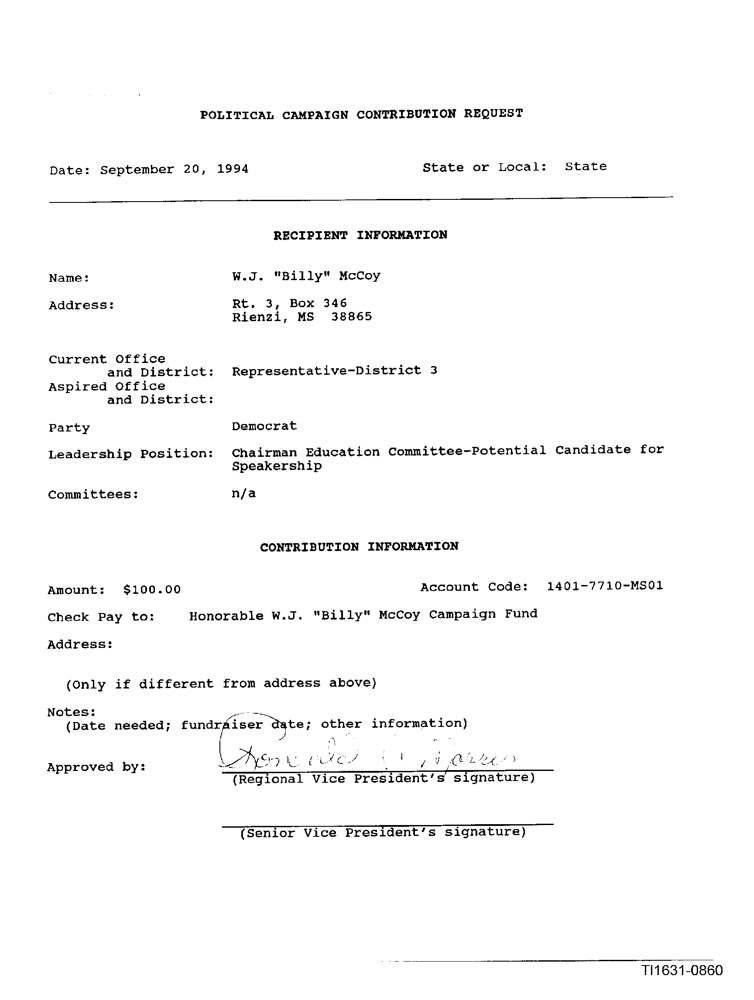 POLITICAL CAMPAIGN CONTRIBUTION REQUEST
Date: September 20, 1994 State or Local: State
RECIPIENT INFORMATION
Name: W.J. "Billy" McCoy
Address: Rt. 3, Box 346
Rienzi, MS 38865
Current Office
and District: Representative-District 3
Aspired Office
and District:
Party Democrat
Leadership Position: Chairman Education Committee-Potential Candidate for
Speakership
Committees: n/a
CONTRIBUTION INFORMATION
Amount: $100.00 Account Code: 1401-7710-MS01
Check Pay to: Honorable W.J. "Billy" McCoy Campaign Fund
Address:
(Only if different from address above)
Notes:
(Date needed; fundraiser date; other information)
Approved by:
(Regional Vice President's signature)
(Senior Vice President's signature)
TI1631-0860